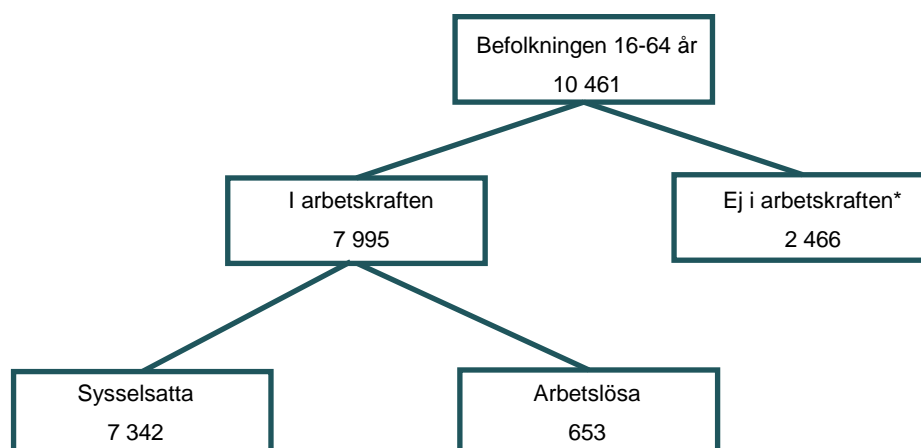 Befolkningen 16-64 år
10 461
I arbetskraften
7 995
Ej i arbetskraften*
2 466
Sysselsatta
7 342
Arbetslösa
653